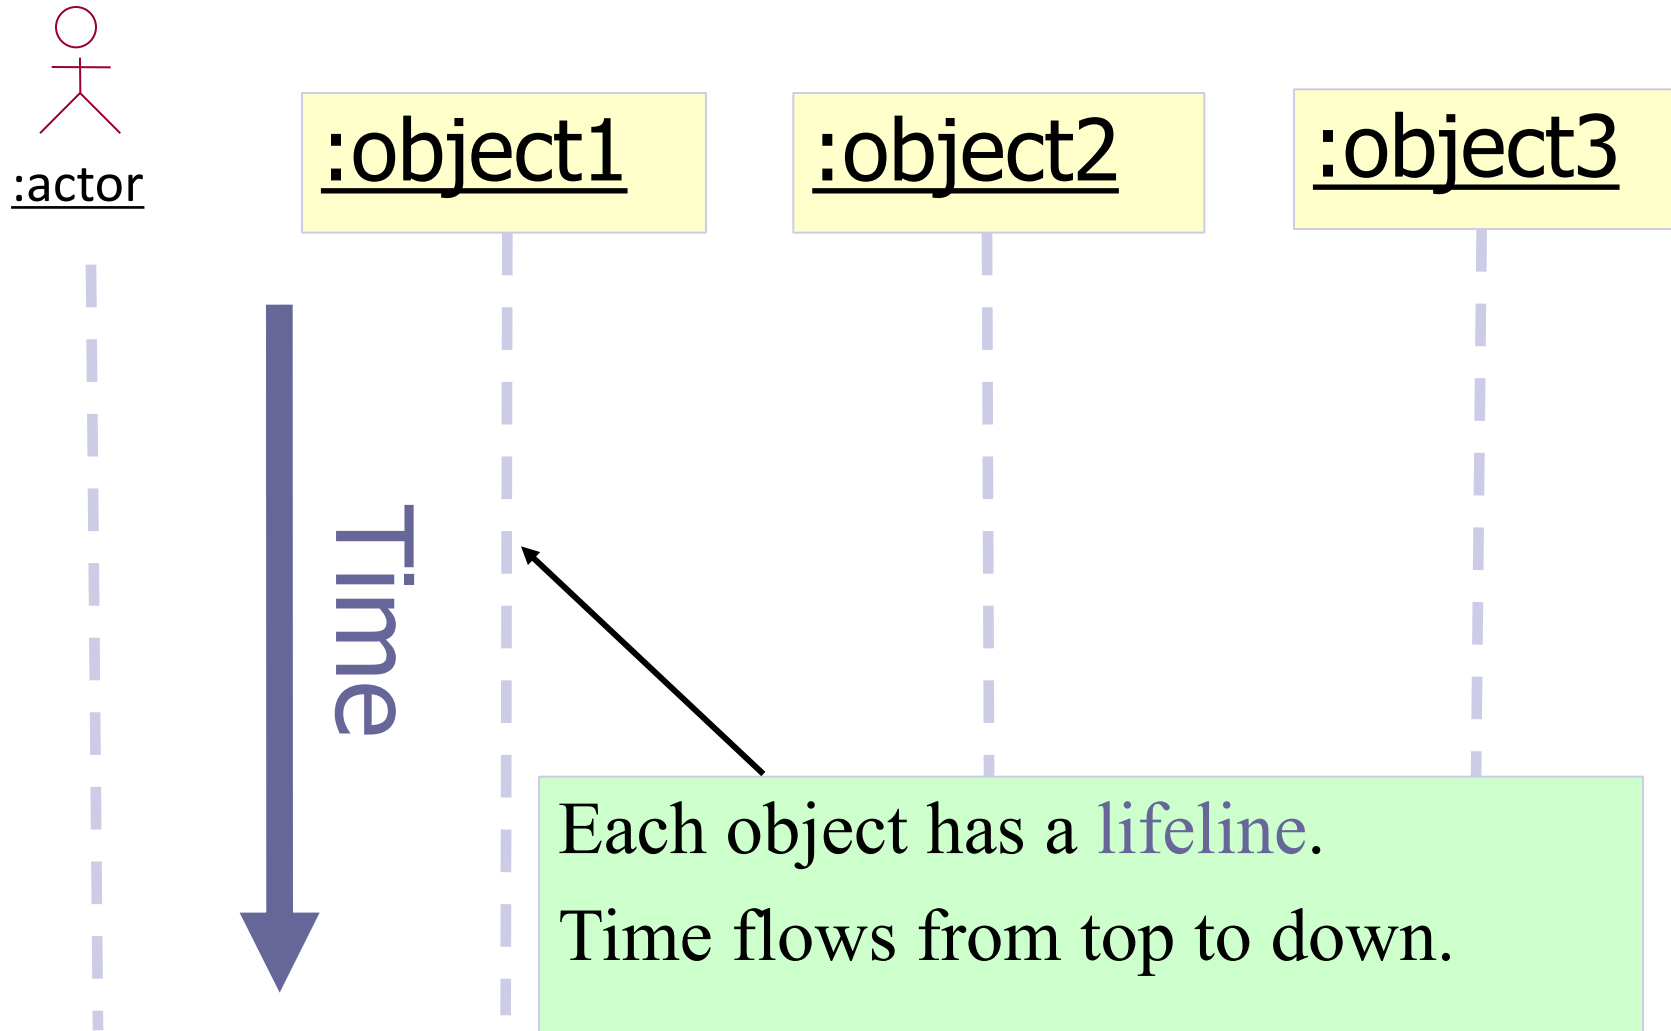 :actor
:object1
:object2
:object3
Time
Each object has a lifeline.
Time flows from top to down.